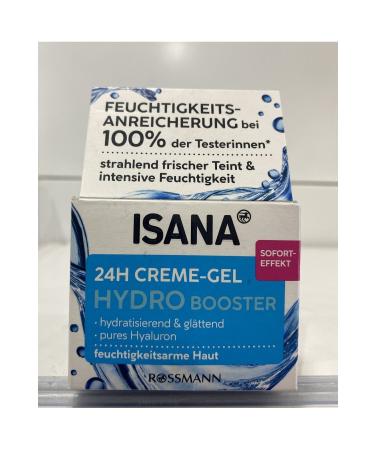 FEUCHTIGKEITS-
ANREICHERUNG bei
100% der Testerinnen*
strahlend frischer Teint &
intensive Feuchtigkeit
ISANA
SOFORT-
EFFEKT
24H CREME-GEL
HYDRO BOOSTER
· hydratisierend & glättend
· pures Hyaluron
feuchtigkeitsarme Haut
ROSSMANN